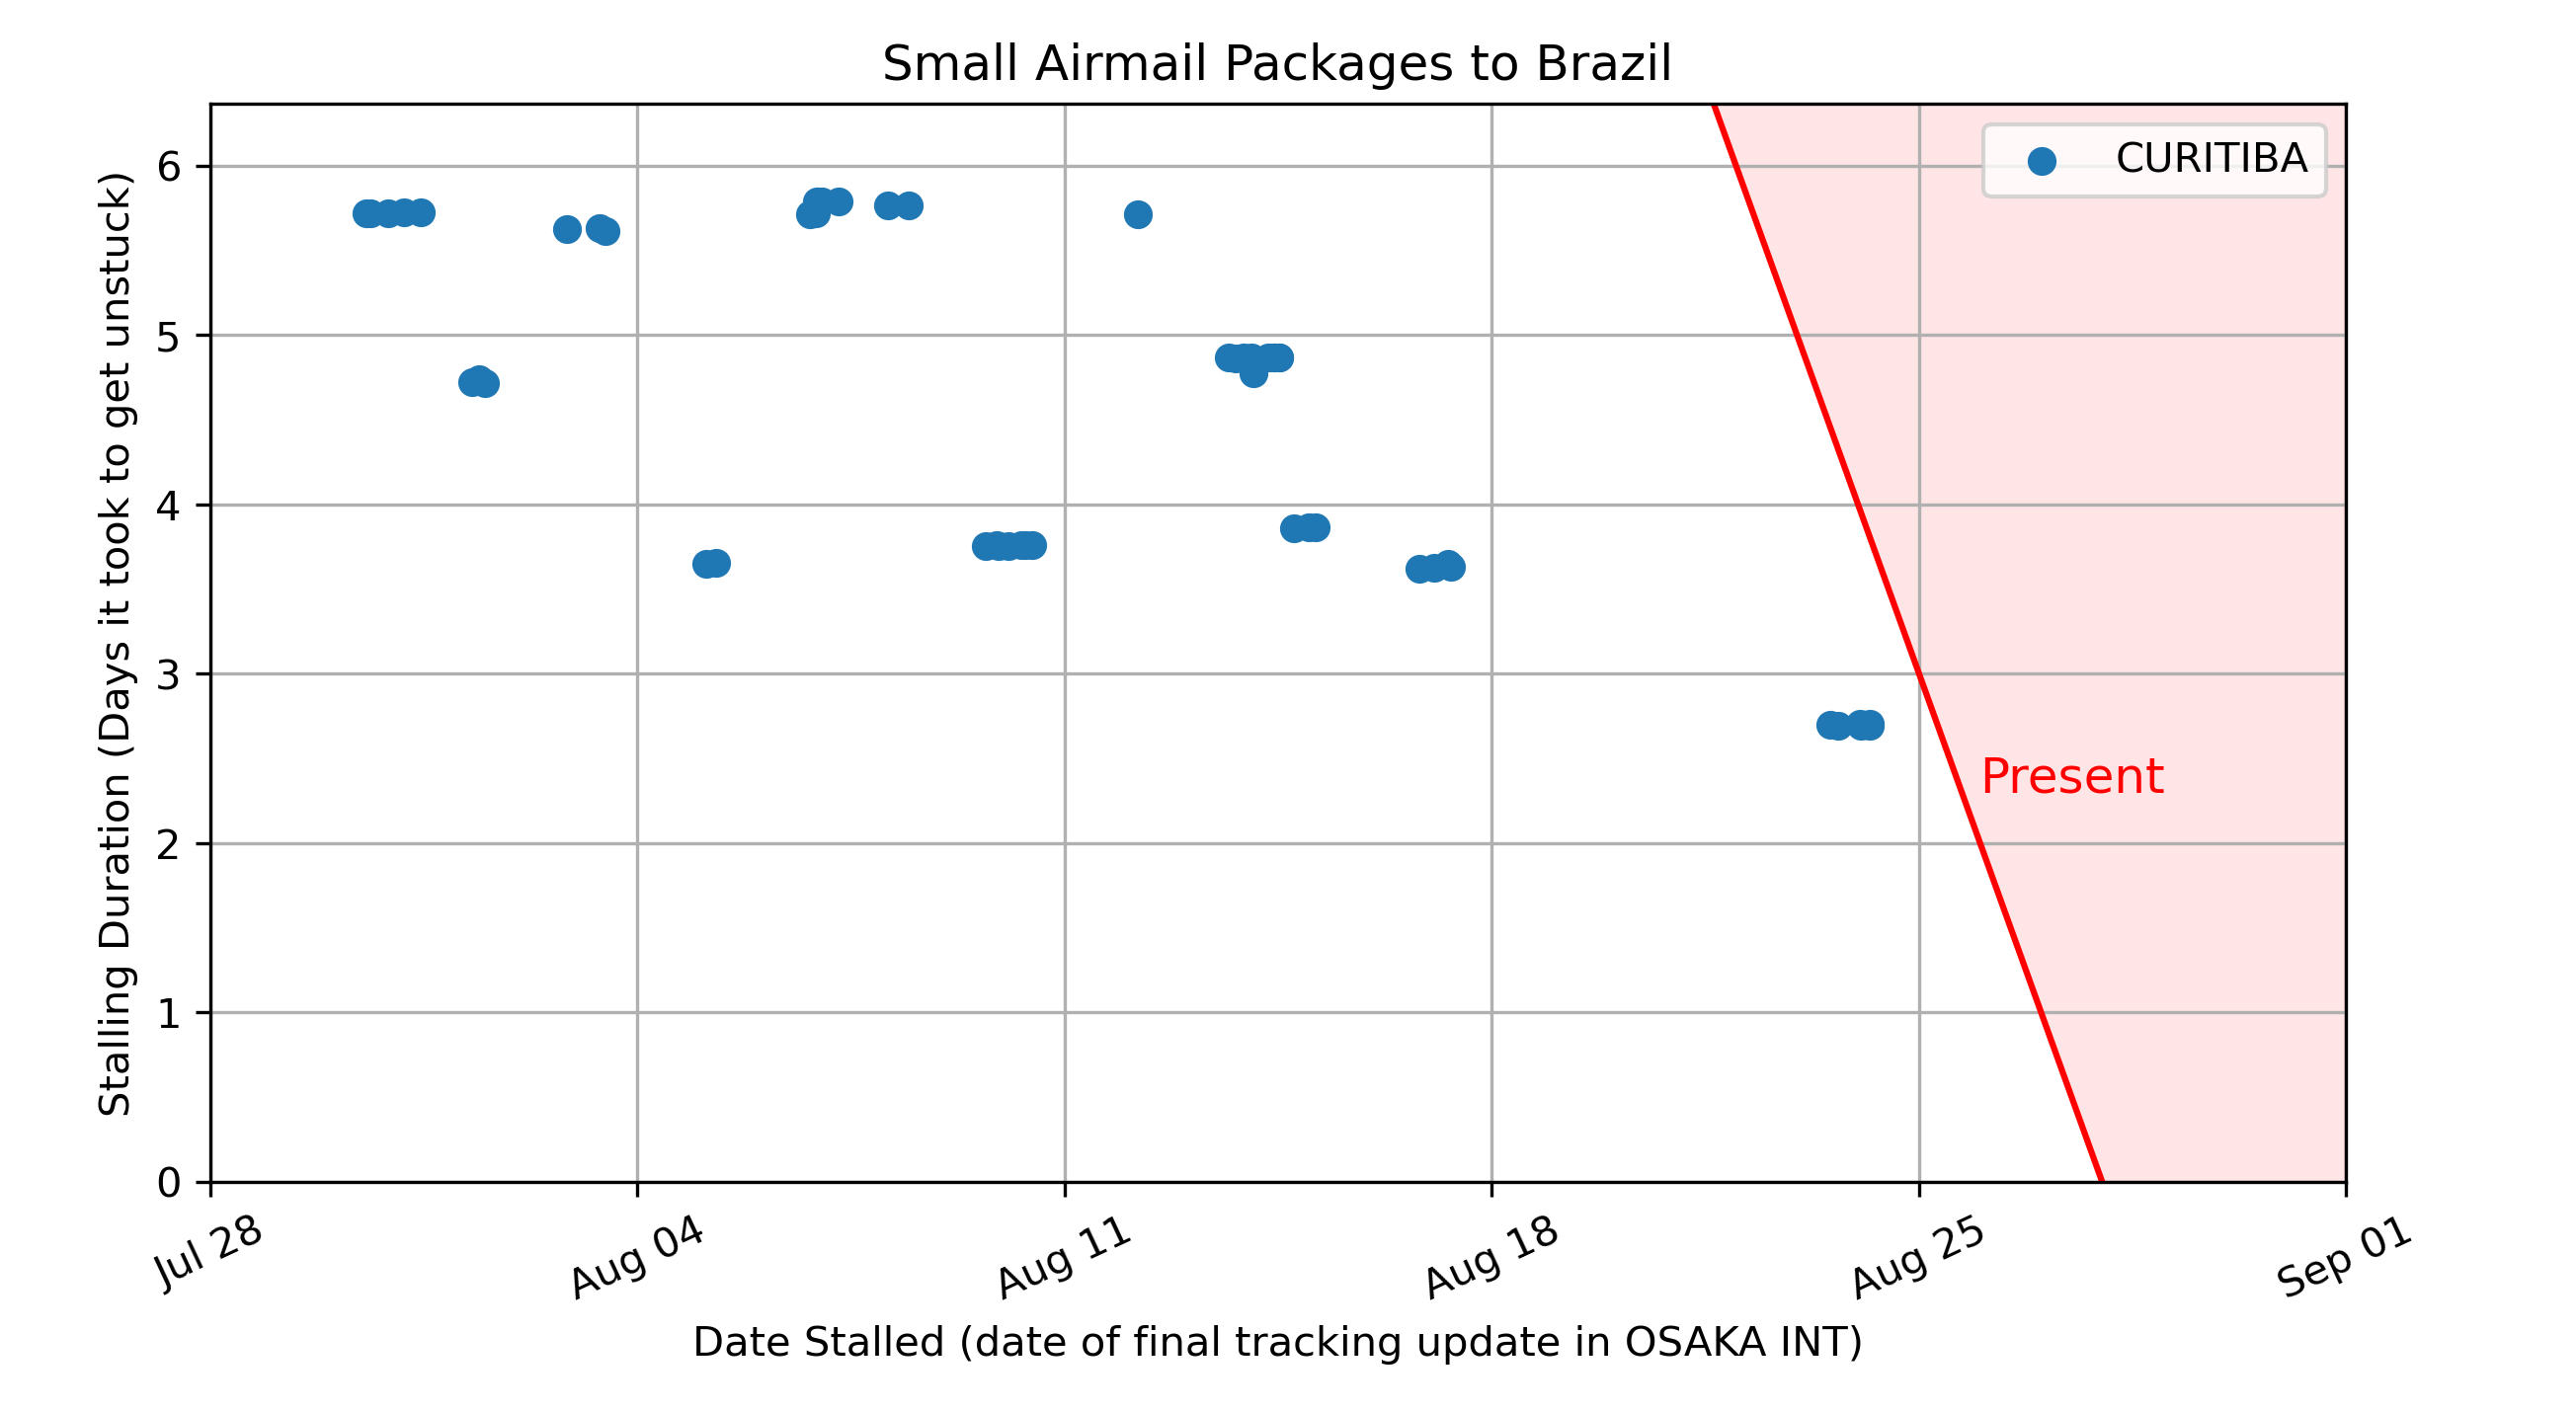 Small Airmail Packages to Brazil
CURITIBA
Stalling Duration (Days it took to get unstuck)
6
5
4
3
2
1
0
Present
Jul 28
Aug 04
Aug 11
Aug 18
Aug 25
Sep 01
Date Stalled (date of final tracking update in OSAKA INT)